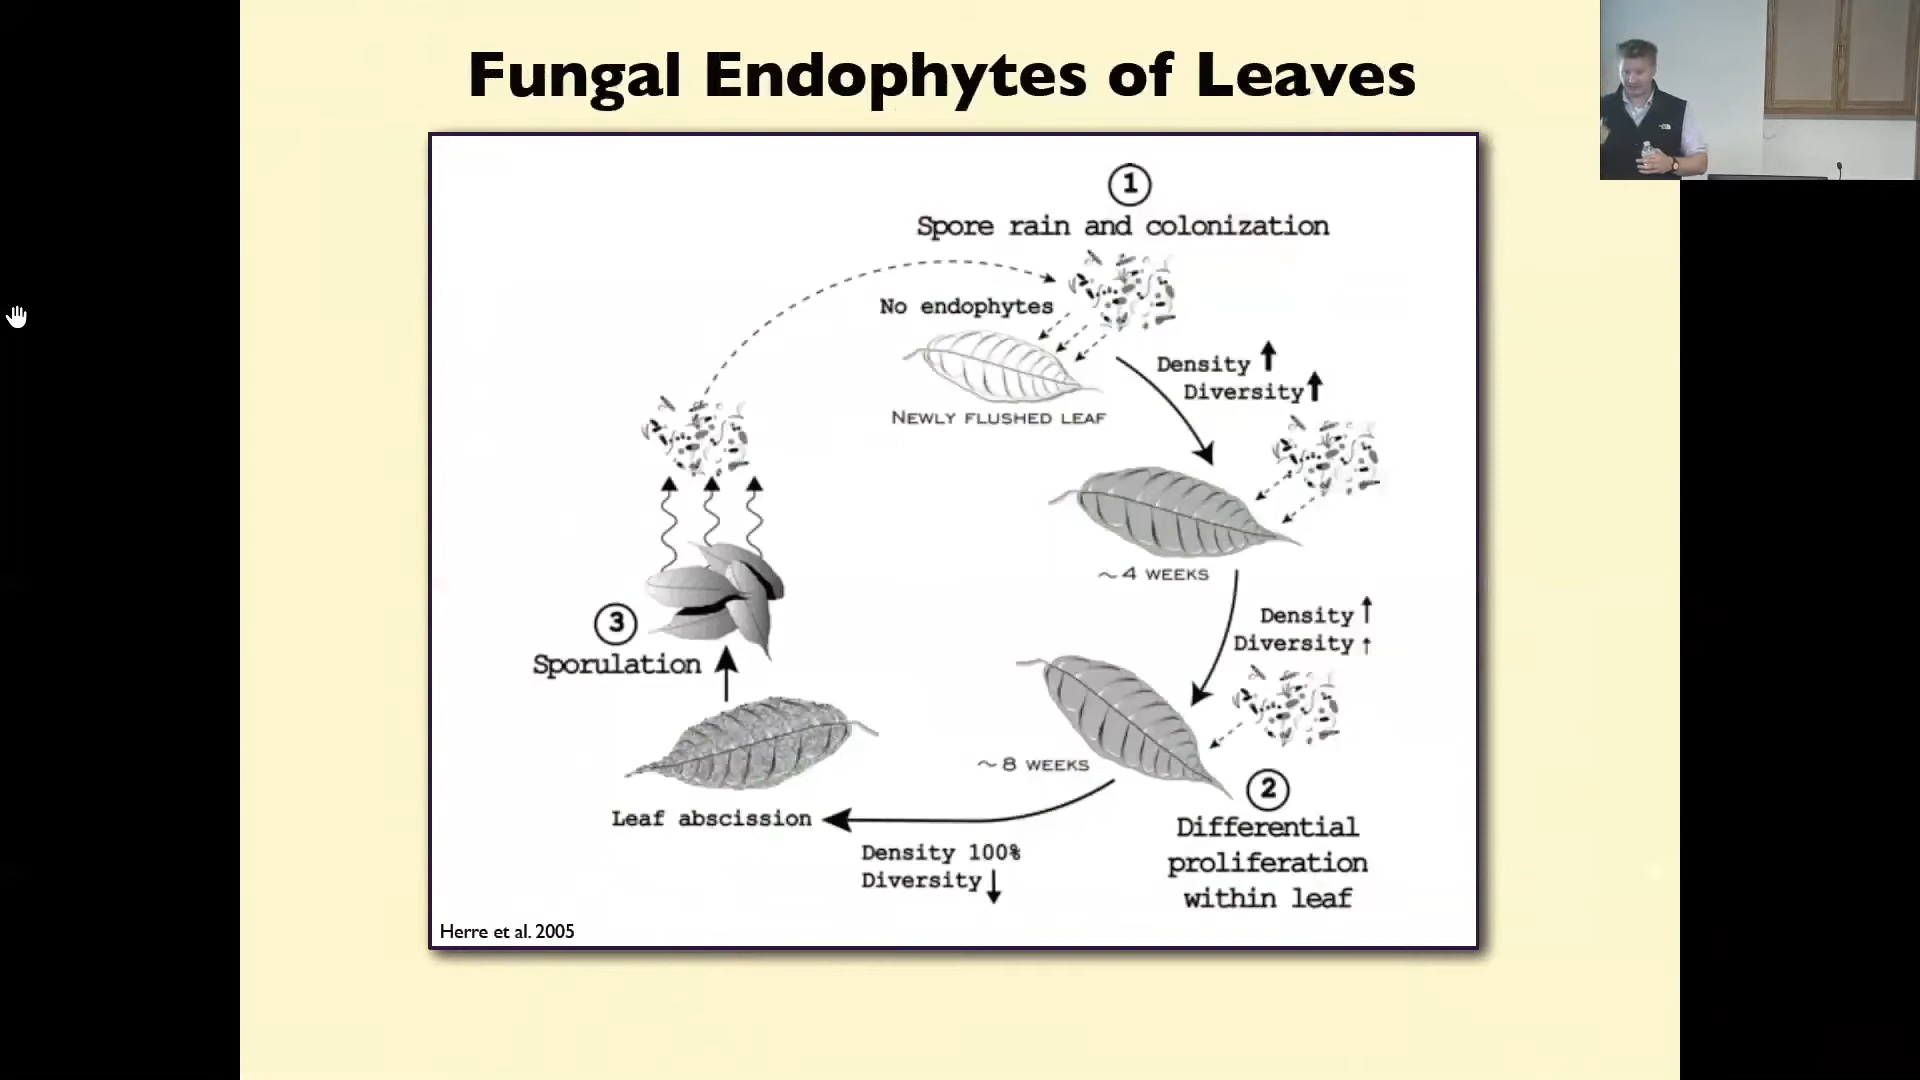 Fungal Endophytes of Leaves
1
Spore rain and colonization
No endophytes
NEWLY FLUSHED LEAF
Density
Diversity
~4 WEEKS
Density
Diversity
~8 WEEKS
2
Differential
proliferation
within leaf
Density 100%
Diversity
Leaf abscission
3
Sporulation
Herre et al. 2005